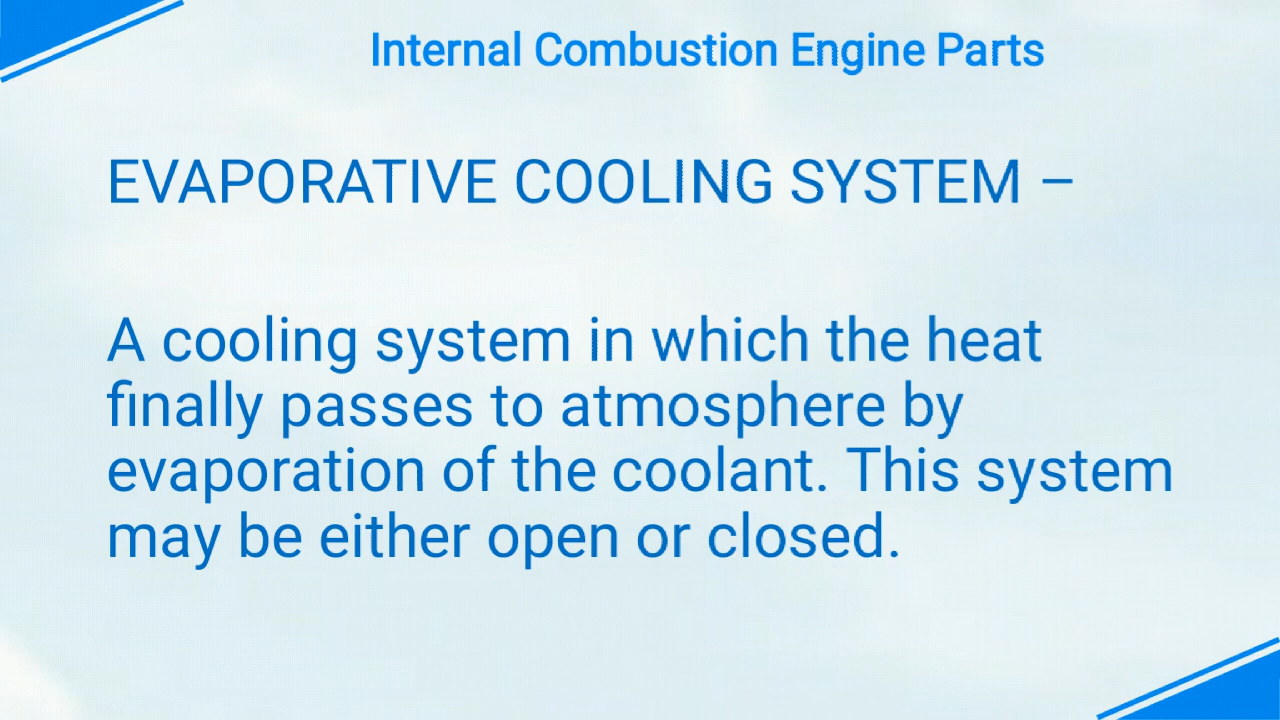 Internal Combustion Engine Parts
EVAPORATIVE COOLING SYSTEM –
A cooling system in which the heat
finally passes to atmosphere by
evaporation of the coolant. This system
may be either open or closed.